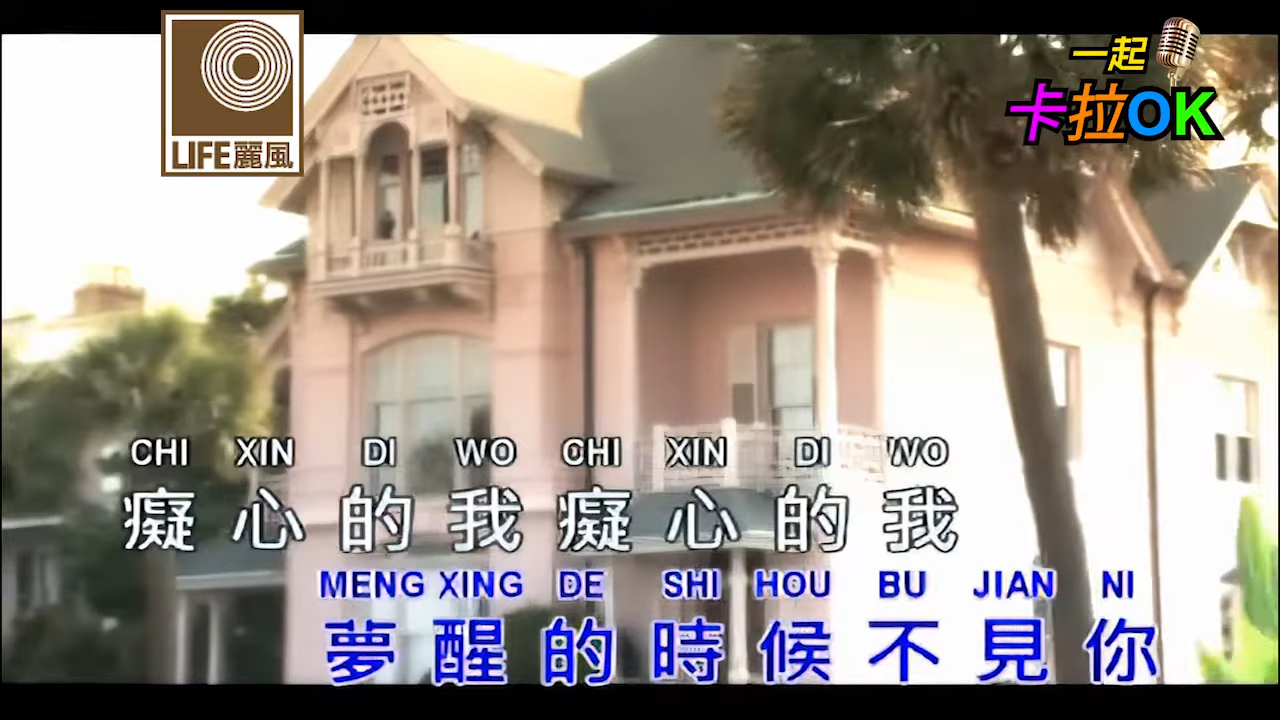 LIFE麗風
一起
卡拉OK
CHI XIN DI WO CHI XIN DI WO
癡心的我癡心的我
MENG XING DE SHI HOU BU JIAN NI
夢醒的時候不見你